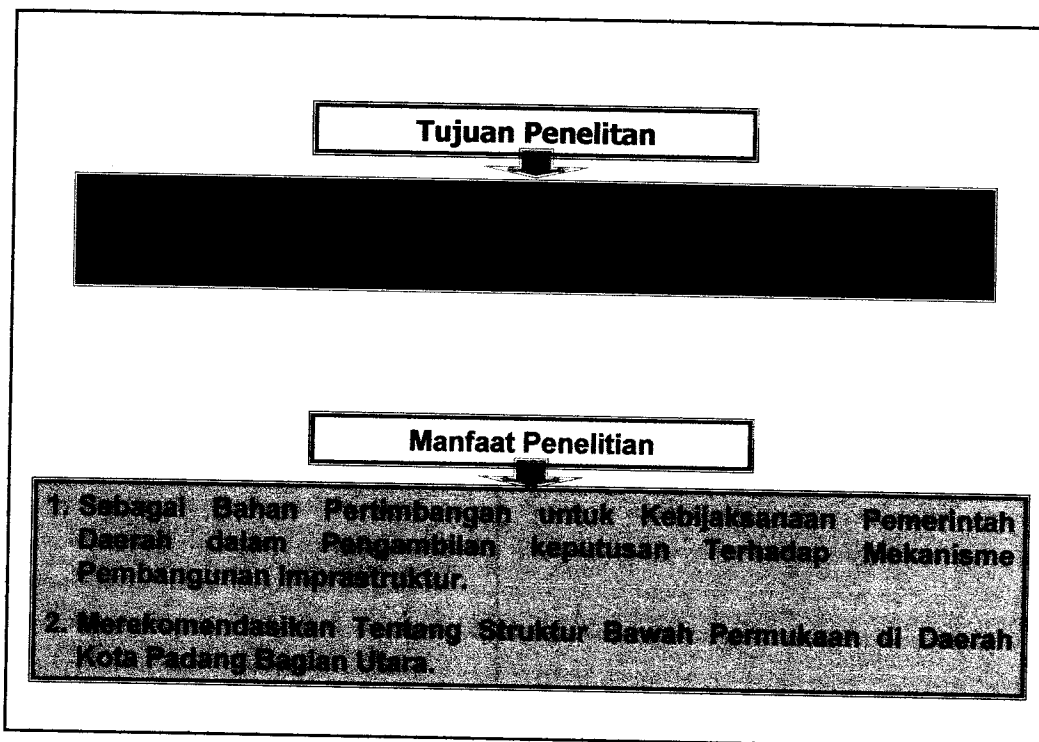 Tujuan Penelitan
Manfaat Penelitian
1. Sebagai Bahan Pertimbangan untuk Kebijaksanaan Pemerintah
Daerah dalam Pengambilan keputusan Terhadap Mekanisme
Pembangunan Imprastruktur.
2. Merekomendasikan Tentang Struktur Bawah Permukaan di Daerah
Kota Padang Bagian Utara.